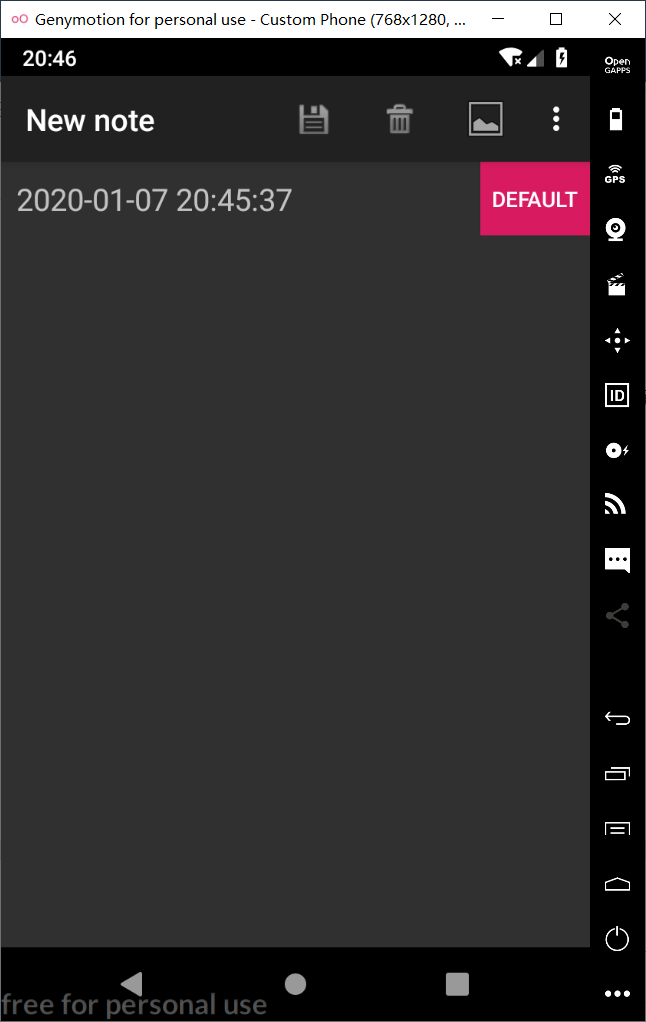 Genymotion for personal use - Custom Phone (768x1280, ...
20:46
Open
GAPPS
New note
GPS
2020-01-07 20:45:37
DEFAULT
ID
free for personal use